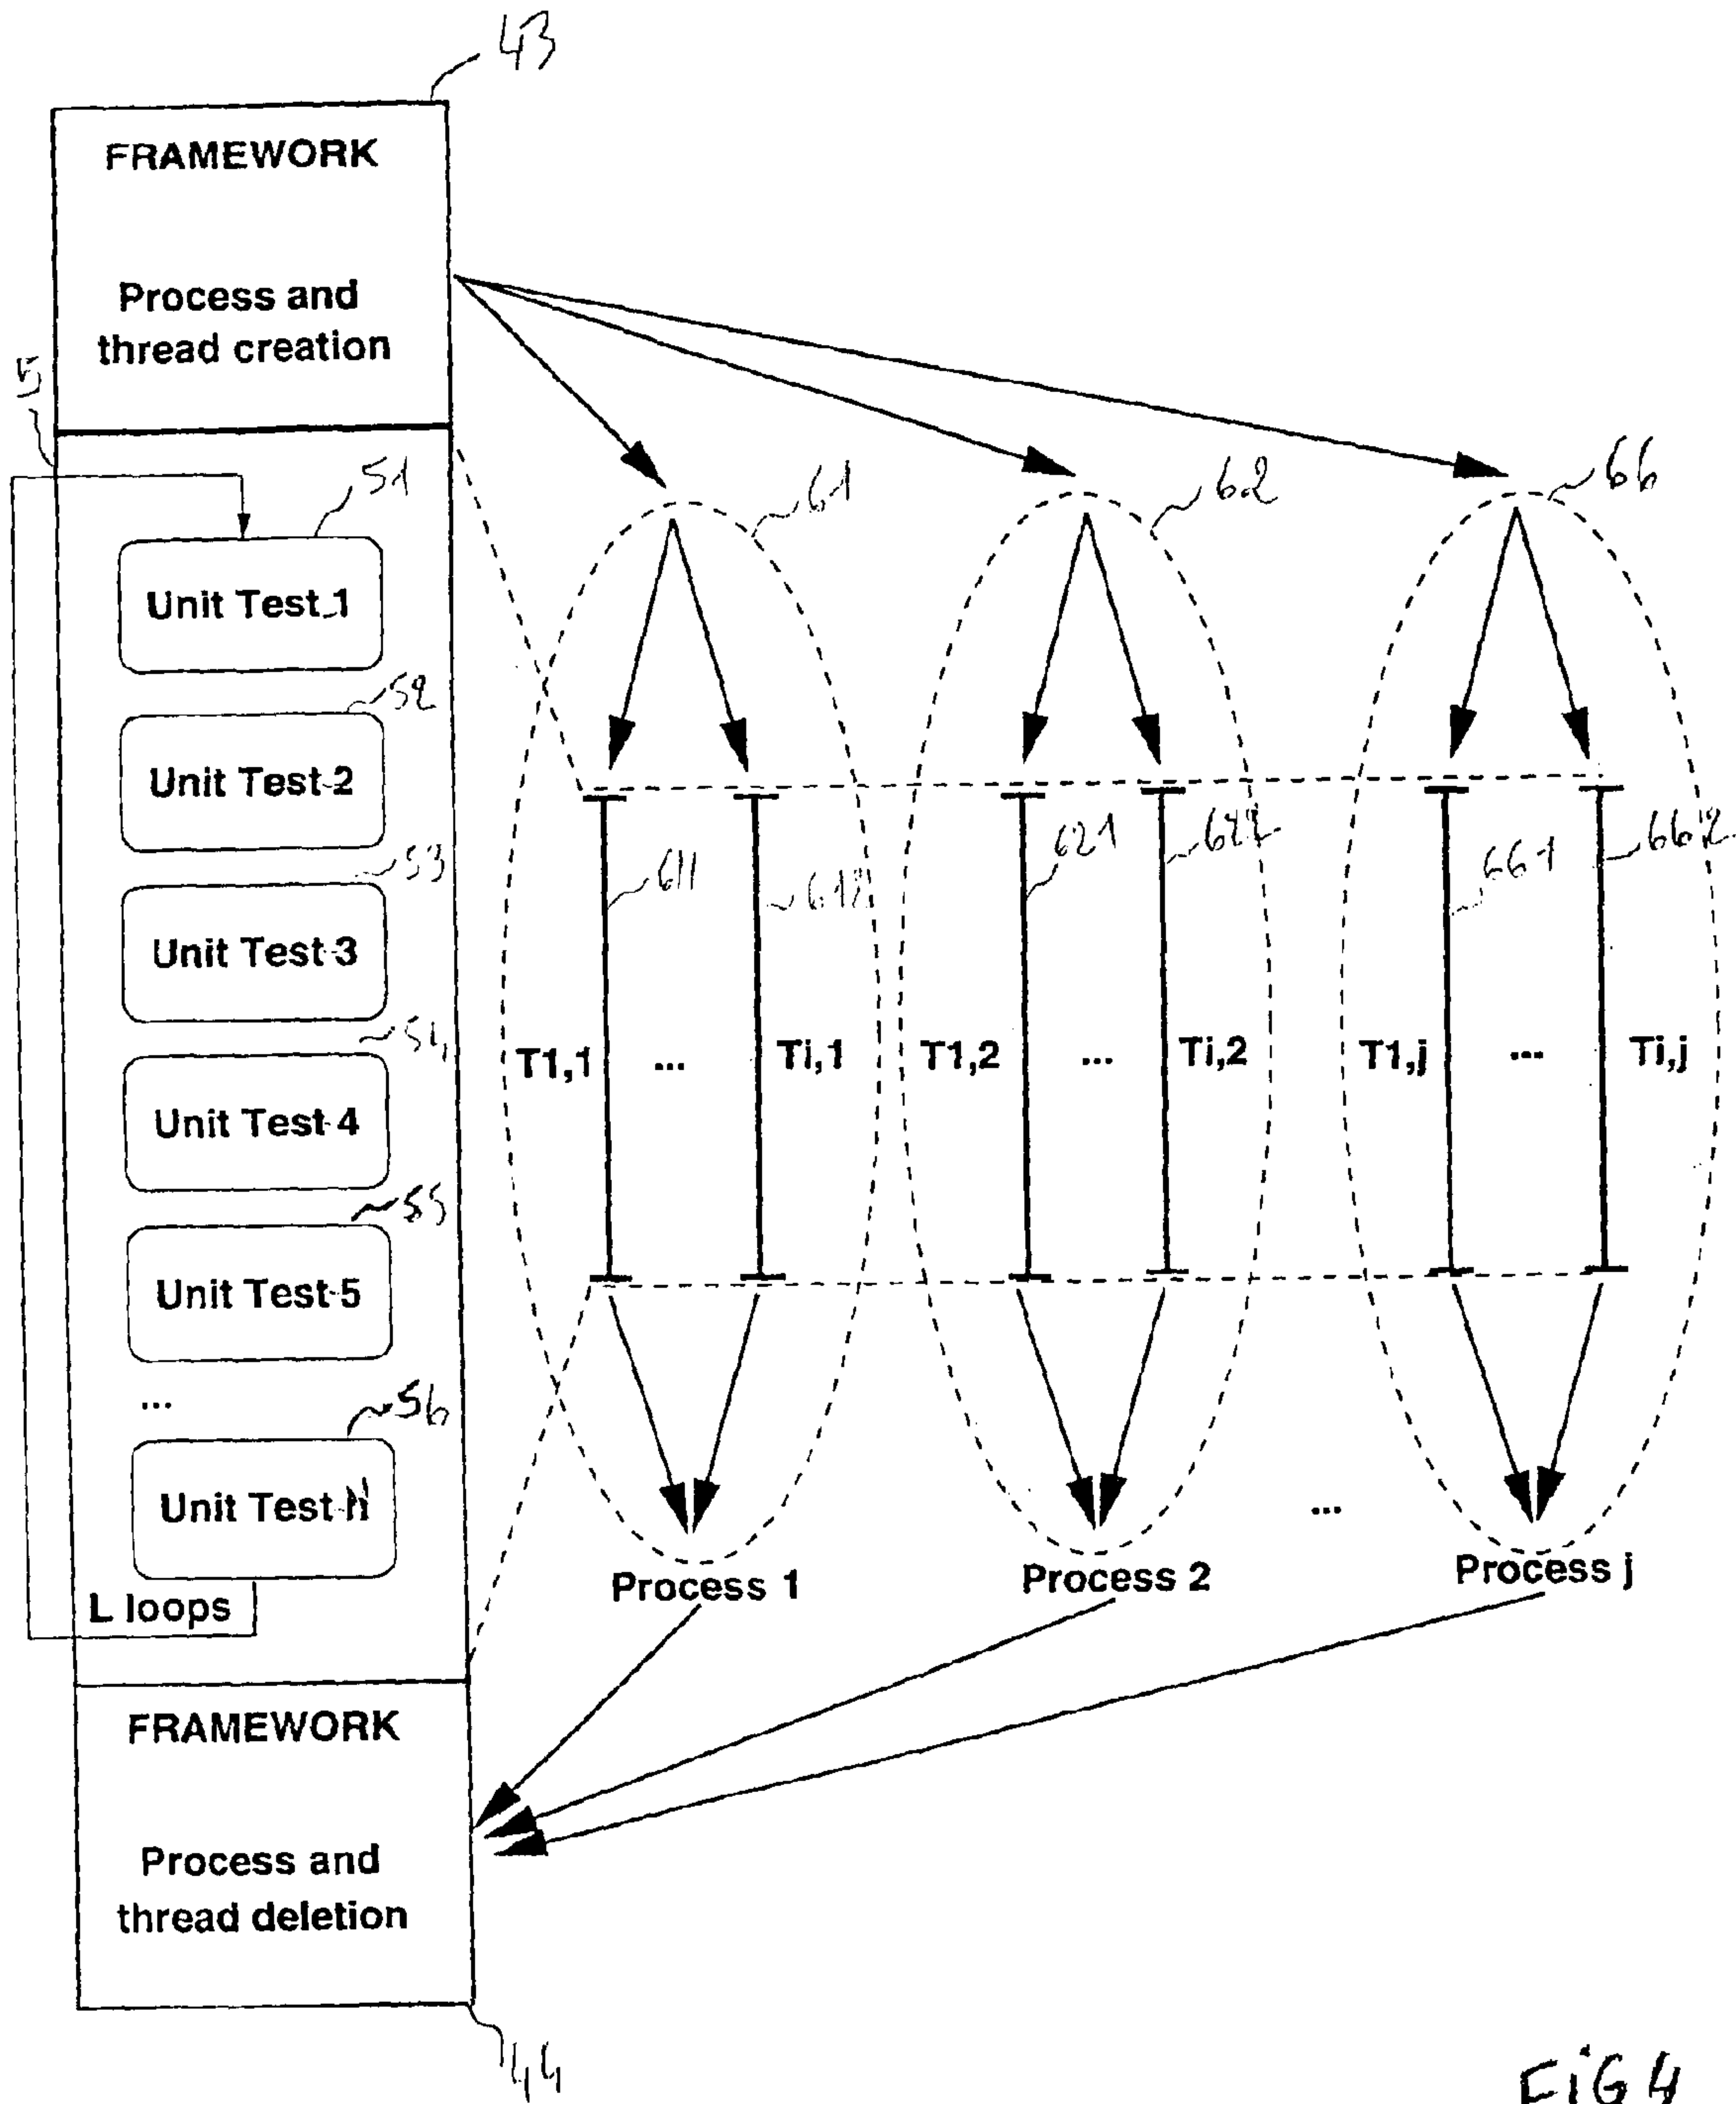 43
FRAMEWORK
Process and
thread creation
5
51
61
62
66
Unit Test 1
52
Unit Test 2
621
662
611
661
53
Unit Test 3
54
T1,1 ... Ti,1 T1,2 ... Ti,2 T1,j ... Ti,j
Unit Test 4
55
Unit Test 5
...
56
Unit Test N
...
Process 1
Process 2
Process j
L loops
FRAMEWORK
Process and
thread deletion
44
FiG 4